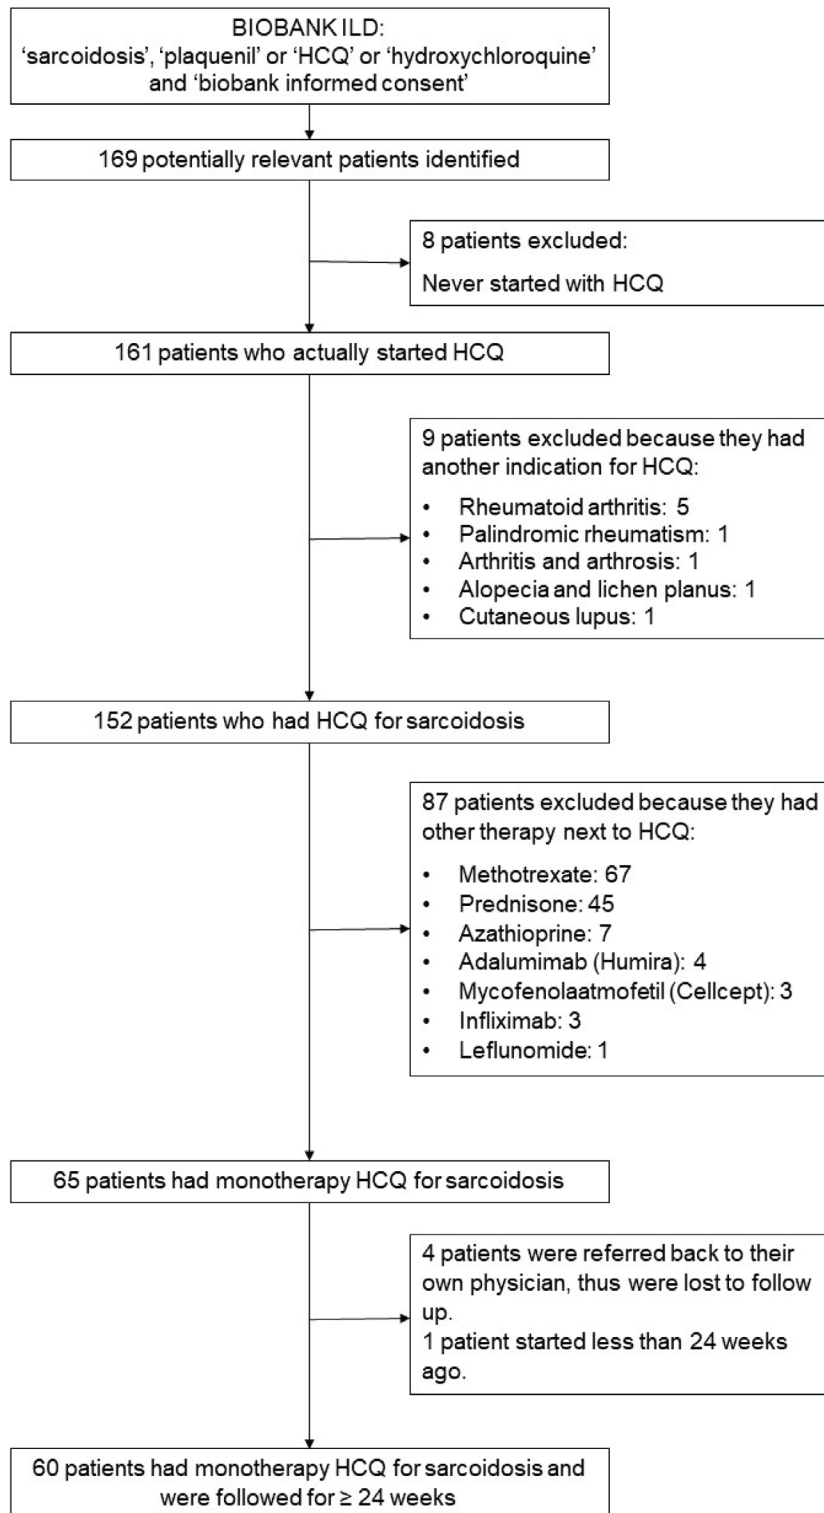 BIOBANK ILD:
‘sarcoidosis’, ‘plaquenil’ or ‘HCQ’ or ‘hydroxychloroquine’
and ‘biobank informed consent’
169 potentially relevant patients identified
8 patients excluded:
Never started with HCQ
161 patients who actually started HCQ
9 patients excluded because they had
another indication for HCQ:
• Rheumatoid arthritis: 5
• Palindromic rheumatism: 1
• Arthritis and arthrosis: 1
• Alopecia and lichen planus: 1
• Cutaneous lupus: 1
152 patients who had HCQ for sarcoidosis
87 patients excluded because they had
other therapy next to HCQ:
• Methotrexate: 67
• Prednisone: 45
• Azathioprine: 7
• Adalumimab (Humira): 4
• Mycofenolaatmofetil (Cellcept): 3
• Infliximab: 3
• Leflunomide: 1
65 patients had monotherapy HCQ for sarcoidosis
4 patients were referred back to their
own physician, thus were lost to follow
up.
1 patient started less than 24 weeks
ago.
60 patients had monotherapy HCQ for sarcoidosis and
were followed for ≥ 24 weeks